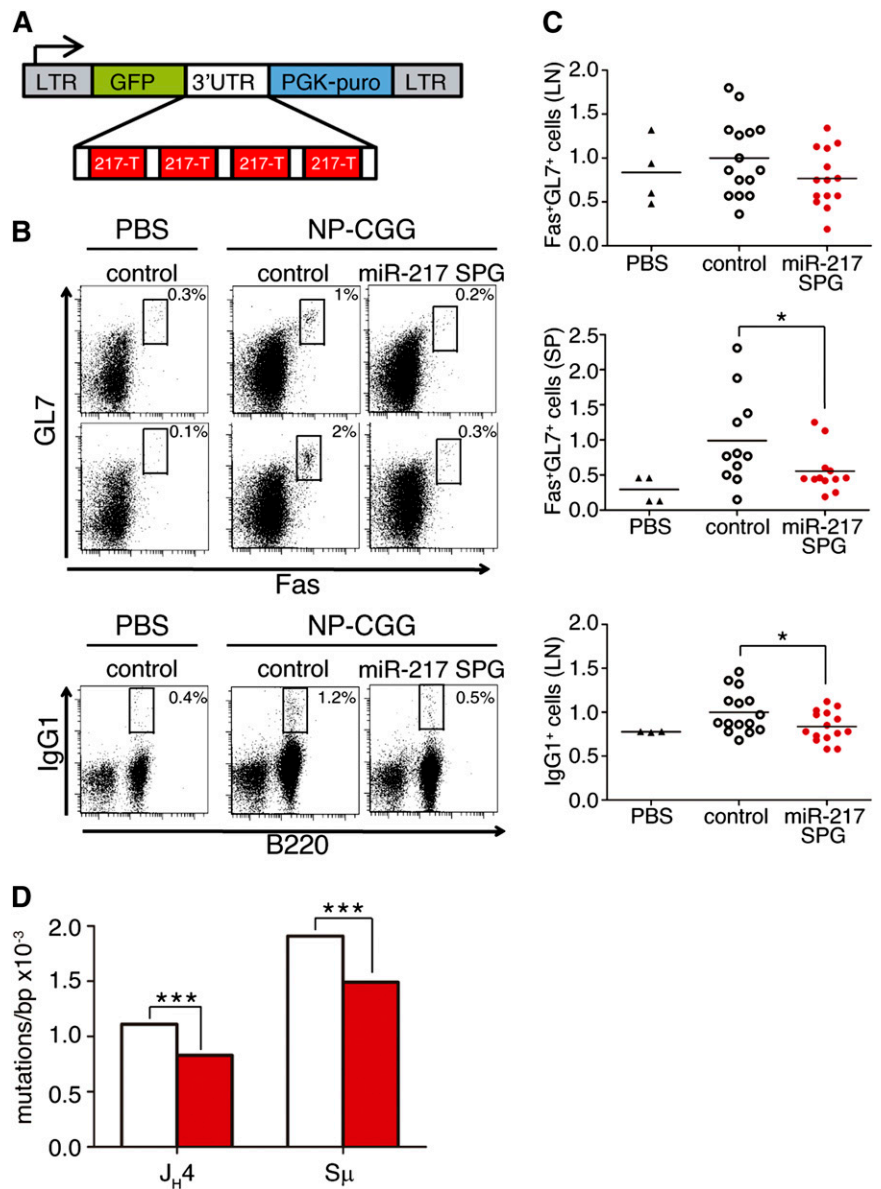 A
LTR GFP 3'UTR PGK-puro LTR
217-T 217-T 217-T 217-T
B
PBS NP-CGG
control control miR-217 SPG
0.3% 1% 0.2%
0.1% 2% 0.3%
GL7
Fas
PBS NP-CGG
control control miR-217 SPG
0.4% 1.2% 0.5%
IgG1
B220
C
Fas⁺GL7⁺ cells (LN)
2.0
1.5
1.0
0.5
0.0
PBS control miR-217
SPG
Fas⁺GL7⁺ cells (SP)
2.5
2.0
1.5
1.0
0.5
0.0
*
PBS control miR-217
SPG
IgG1⁺ cells (LN)
2.0
1.5
1.0
0.5
0.0
*
PBS control miR-217
SPG
D
mutations/bp x10⁻³
2.0
1.5
1.0
0.5
0.0
***
***
Jₕ4 Sμ